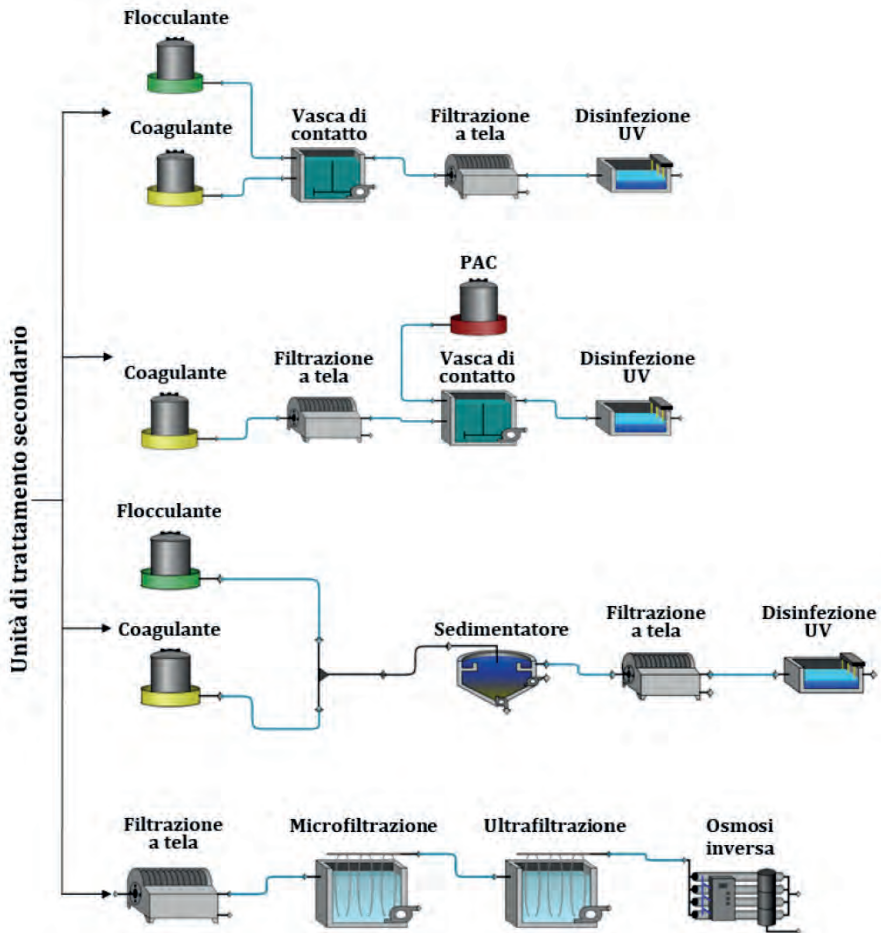 Unità di trattamento secondario
Flocculante
Coagulante
Vasca di
contatto
Filtrazione
a tela
Disinfezione
UV
PAC
Coagulante
Filtrazione
a tela
Vasca di
contatto
Disinfezione
UV
Flocculante
Coagulante
Sedimentatore
Filtrazione
a tela
Disinfezione
UV
Filtrazione
a tela
Microfiltrazione
Ultrafiltrazione
Osmosi
inversa